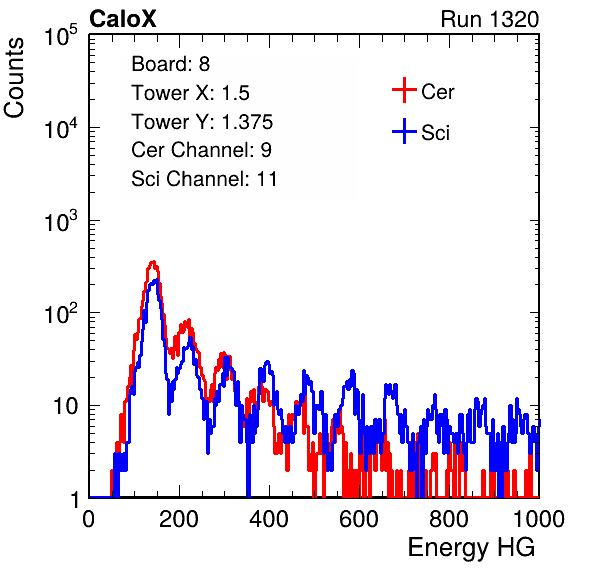 CaloX Run 1320
Counts
Board: 8
Tower X: 1.5
Tower Y: 1.375
Cer Channel: 9
Sci Channel: 11
Cer
Sci
10^5
10^4
10^3
10^2
10
1
0 200 400 600 800 1000
Energy HG